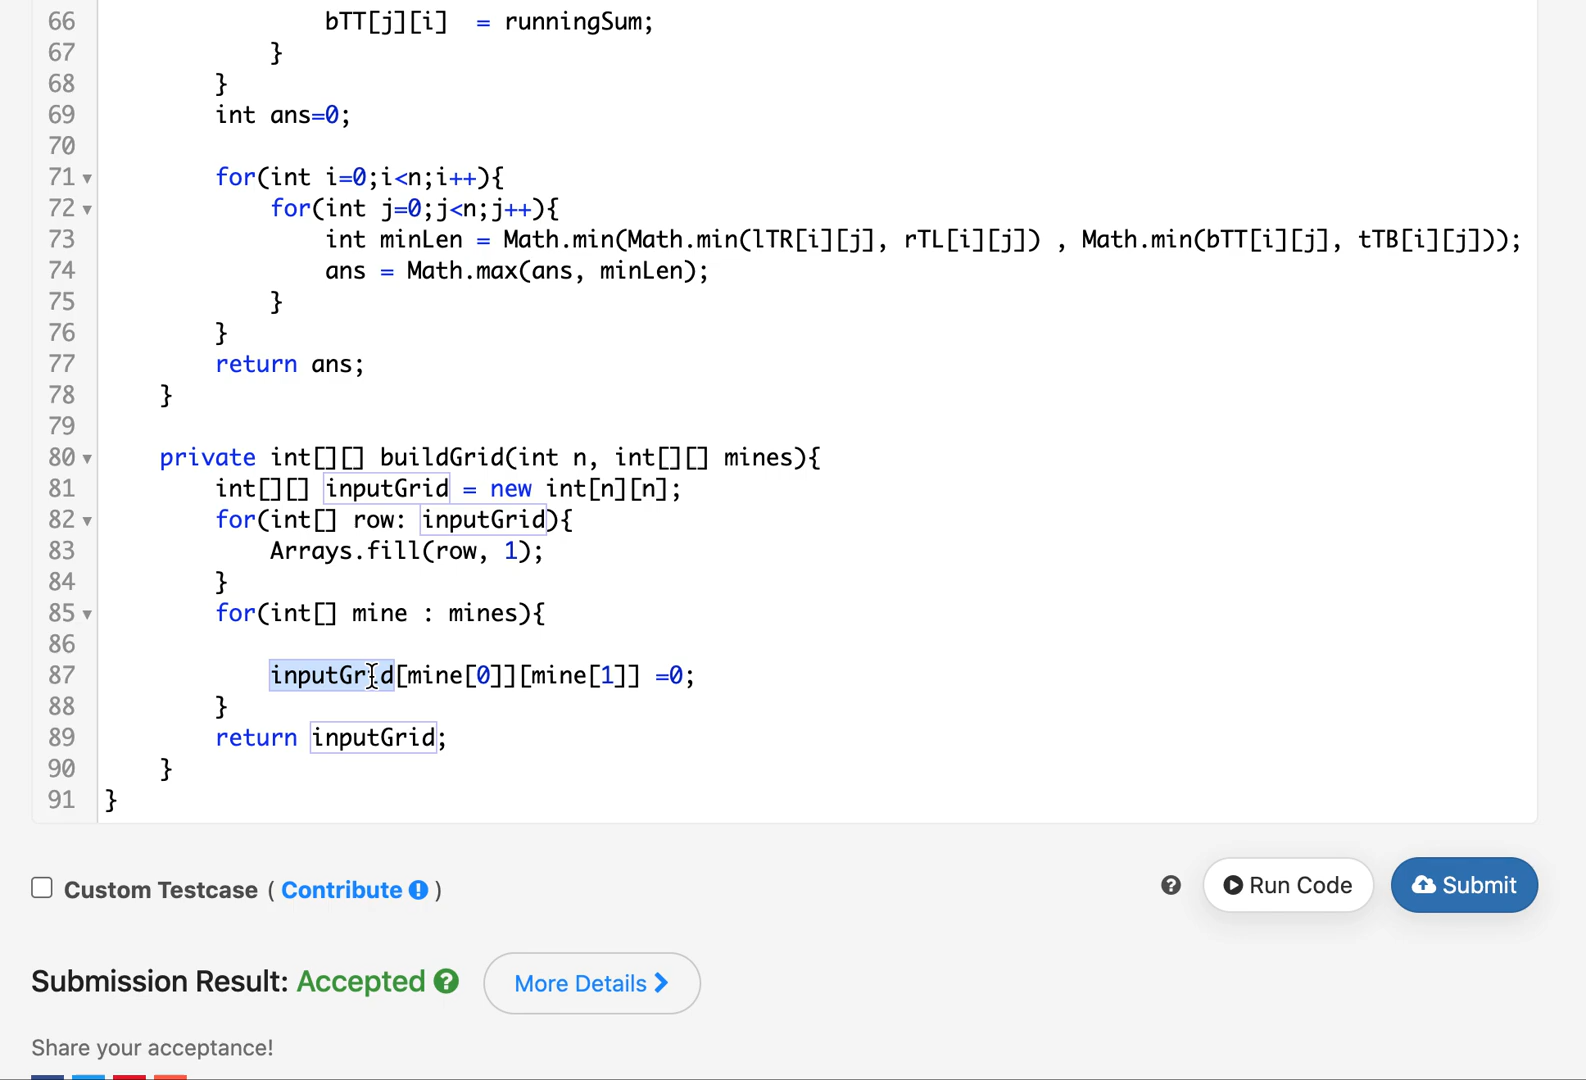 66 bTT[j][i]  = runningSum;
67 }
68 }
69 int ans=0;
70
71 for(int i=0;i<n;i++){
72 for(int j=0;j<n;j++){
73 int minLen = Math.min(Math.min(lTR[i][j], rTL[i][j]) , Math.min(bTT[i][j], tTB[i][j]));
74 ans = Math.max(ans, minLen);
75 }
76 }
77 return ans;
78 }
79
80 private int[][] buildGrid(int n, int[][] mines){
81 int[][] inputGrid = new int[n][n];
82 for(int[] row: inputGrid){
83 Arrays.fill(row, 1);
84 }
85 for(int[] mine : mines){
86
87 inputGrid[mine[0]][mine[1]] =0;
88 }
89 return inputGrid;
90 }
91 }
Custom Testcase ( Contribute )
Run Code
Submit
Submission Result: Accepted
More Details
Share your acceptance!